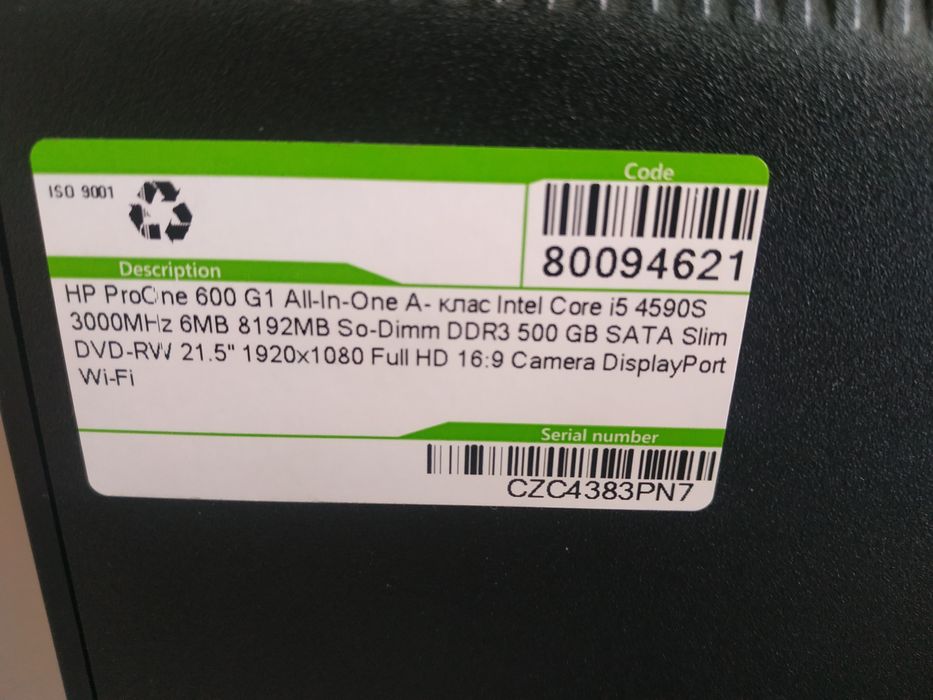 Code
ISO 9001
80094621
Description
HP ProOne 600 G1 All-In-One A- клас Intel Core i5 4590S
3000MHz 6MB 8192MB So-Dimm DDR3 500 GB SATA Slim
DVD-RW 21.5" 1920x1080 Full HD 16:9 Camera DisplayPort
Wi-Fi
Serial number
CZC4383PN7